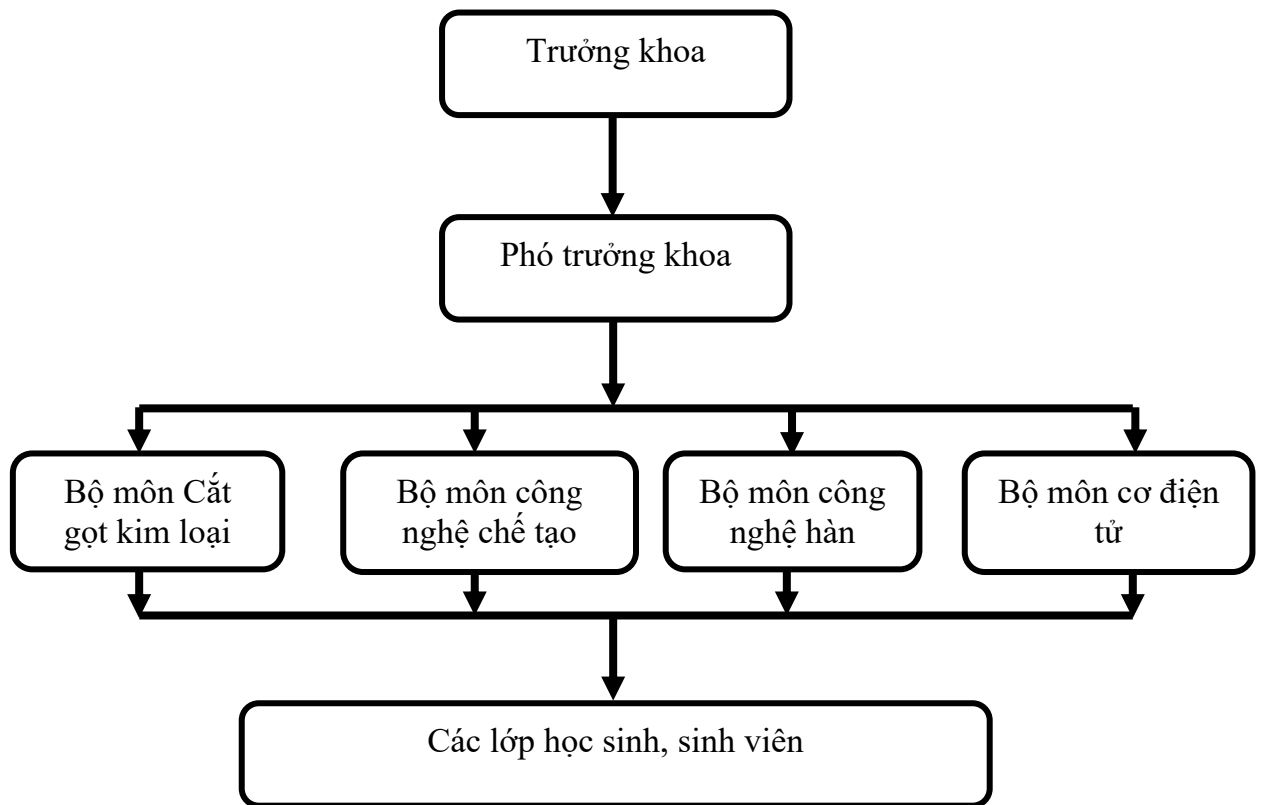 Trưởng khoa
Phó trưởng khoa
Bộ môn Cắt
gọt kim loại
Bộ môn công
nghệ chế tạo
Bộ môn công
nghệ hàn
Bộ môn cơ điện
tử
Các lớp học sinh, sinh viên